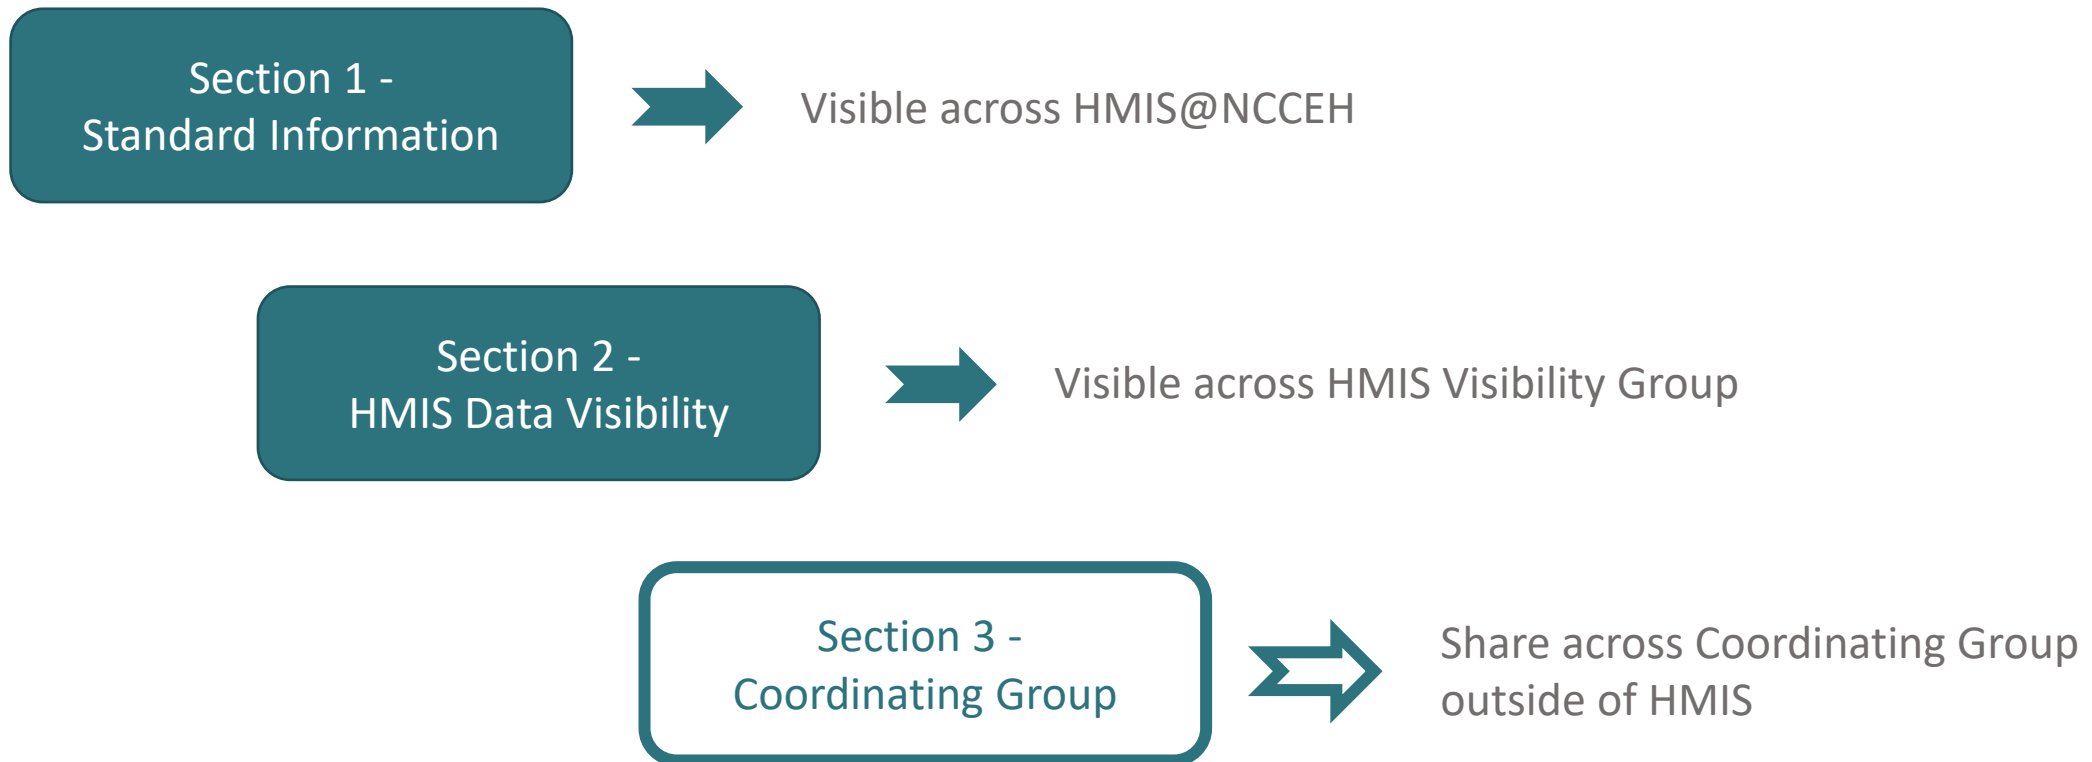 Section 1 -
Standard Information
Visible across HMIS@NCCEH
Section 2 -
HMIS Data Visibility
Visible across HMIS Visibility Group
Section 3 -
Coordinating Group
Share across Coordinating Group
outside of HMIS